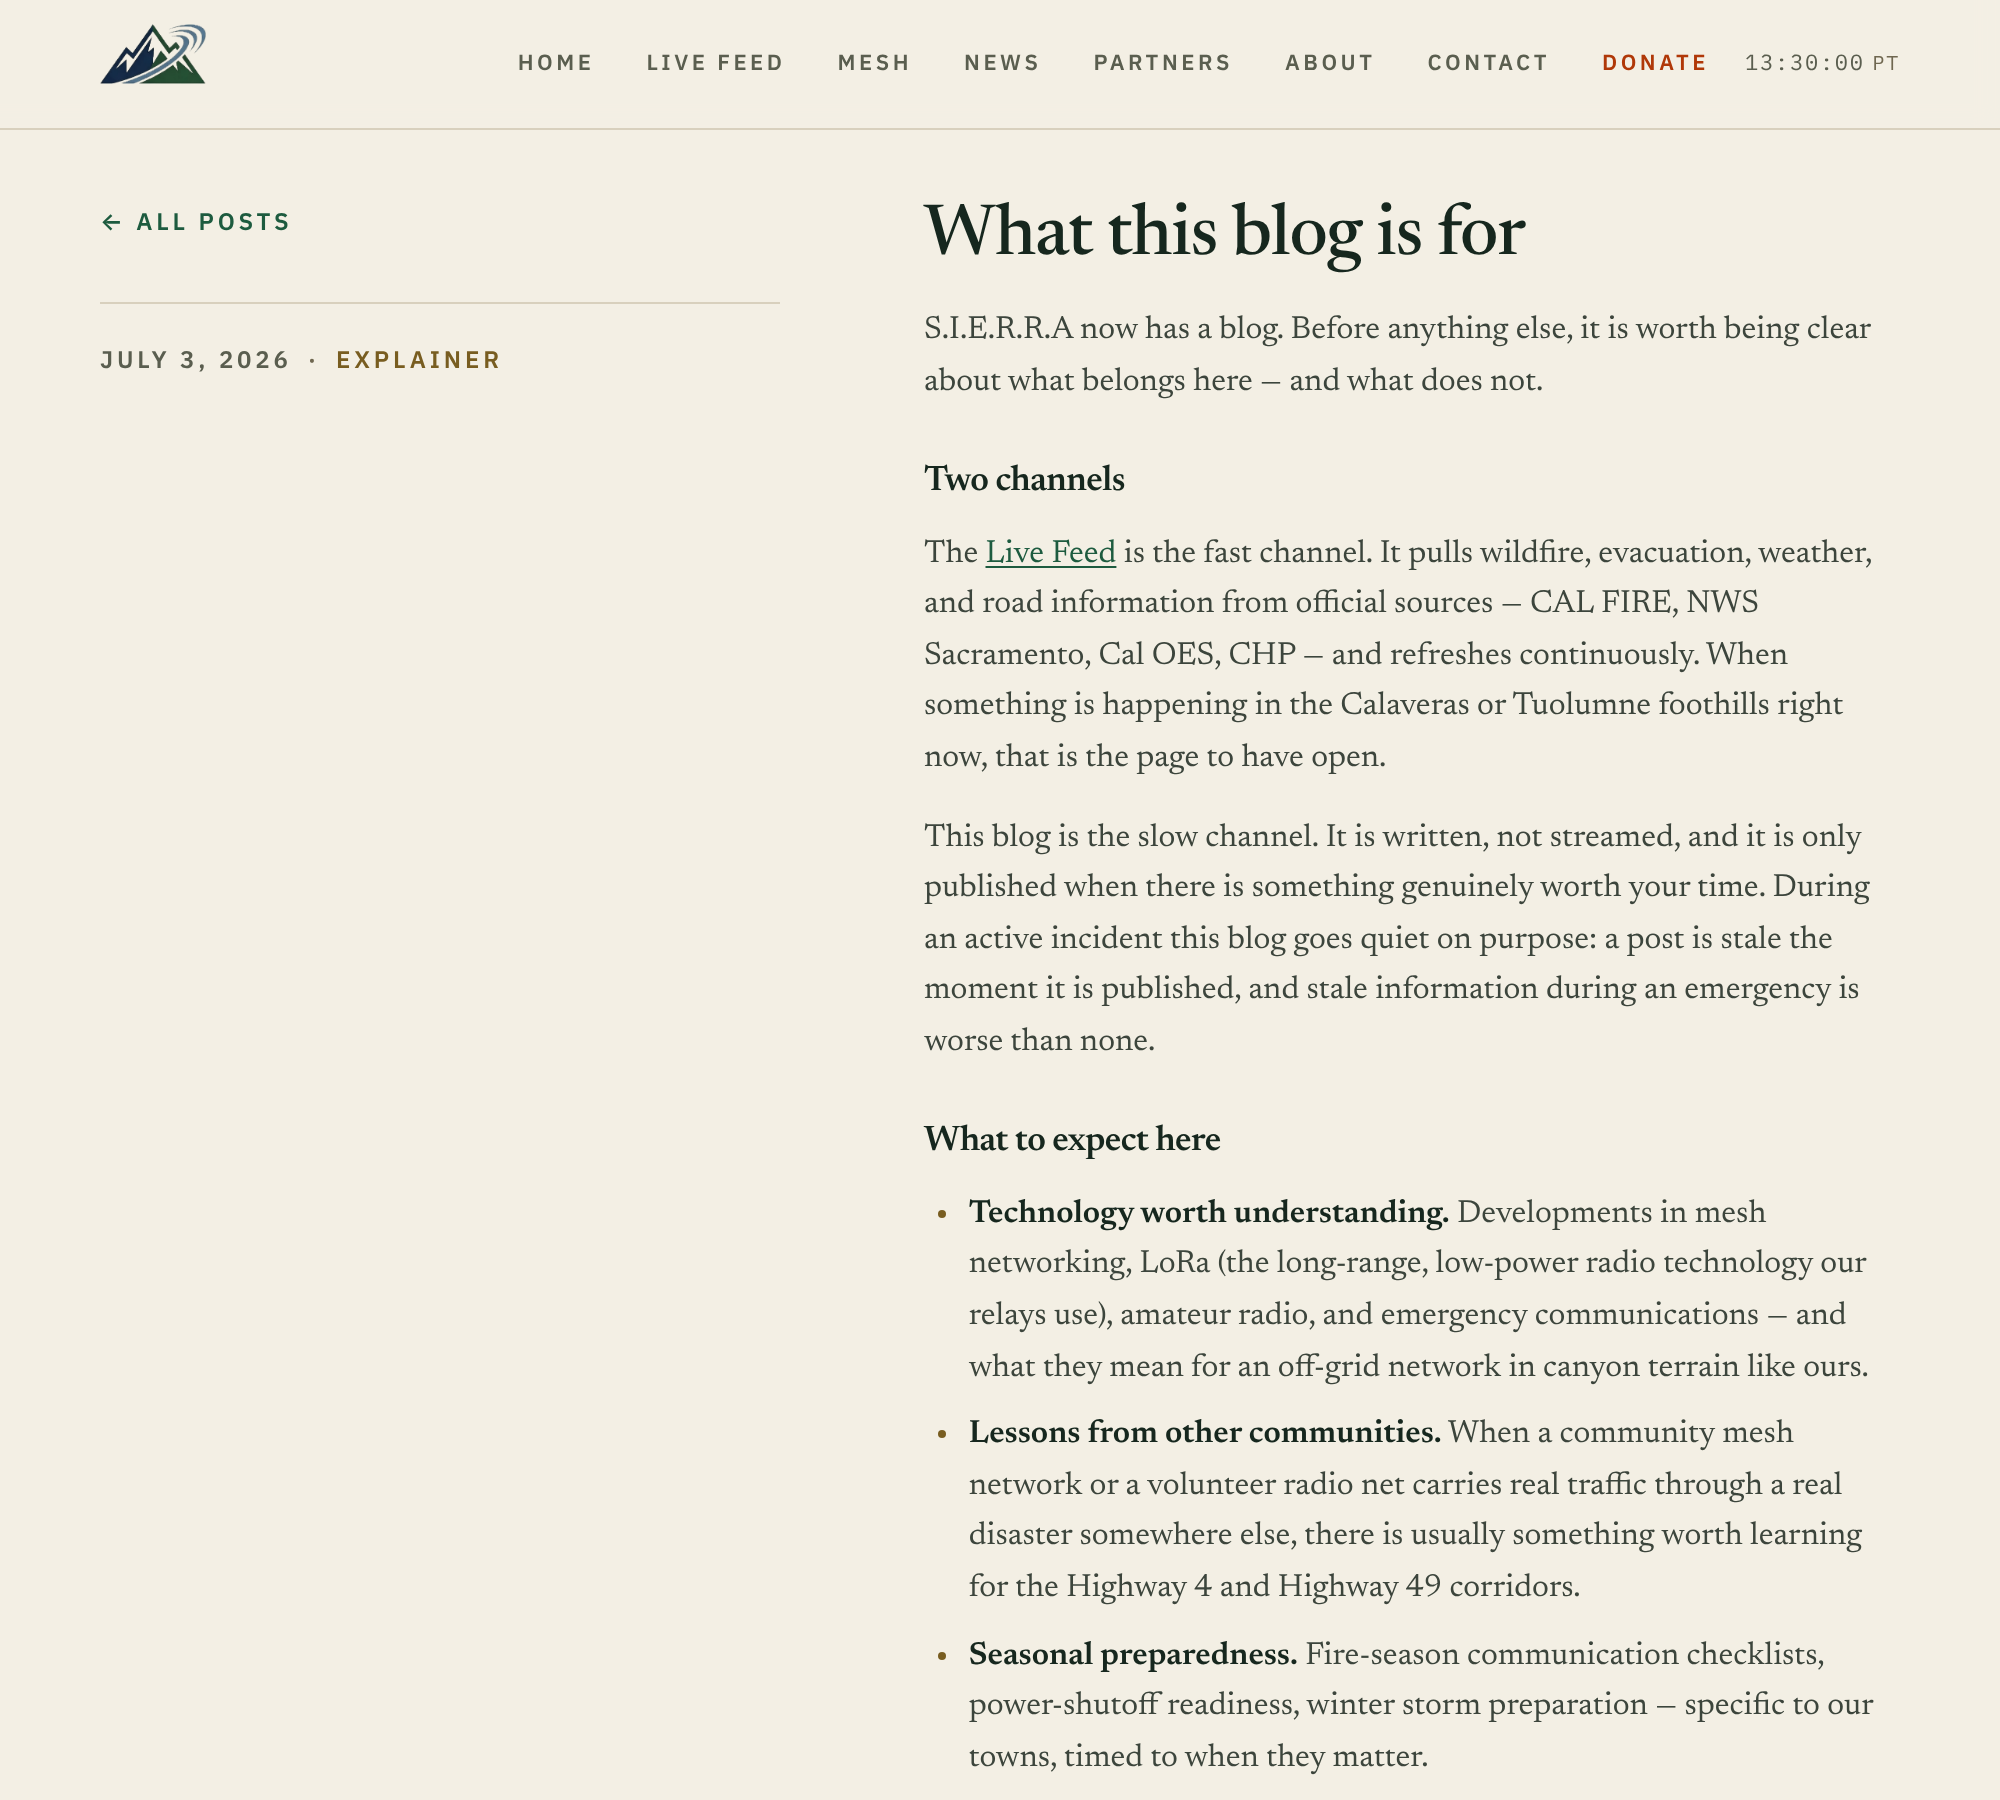 HOME LIVE FEED MESH NEWS PARTNERS ABOUT CONTACT DONATE 13:30:00 PT
← ALL POSTS
JULY 3, 2026 · EXPLAINER
What this blog is for
S.I.E.R.R.A now has a blog. Before anything else, it is worth being clear
about what belongs here — and what does not.
Two channels
The Live Feed is the fast channel. It pulls wildfire, evacuation, weather,
and road information from official sources — CAL FIRE, NWS
Sacramento, Cal OES, CHP — and refreshes continuously. When
something is happening in the Calaveras or Tuolumne foothills right
now, that is the page to have open.
This blog is the slow channel. It is written, not streamed, and it is only
published when there is something genuinely worth your time. During
an active incident this blog goes quiet on purpose: a post is stale the
moment it is published, and stale information during an emergency is
worse than none.
What to expect here
• Technology worth understanding. Developments in mesh
networking, LoRa (the long-range, low-power radio technology our
relays use), amateur radio, and emergency communications — and
what they mean for an off-grid network in canyon terrain like ours.
• Lessons from other communities. When a community mesh
network or a volunteer radio net carries real traffic through a real
disaster somewhere else, there is usually something worth learning
for the Highway 4 and Highway 49 corridors.
• Seasonal preparedness. Fire-season communication checklists,
power-shutoff readiness, winter storm preparation — specific to our
towns, timed to when they matter.